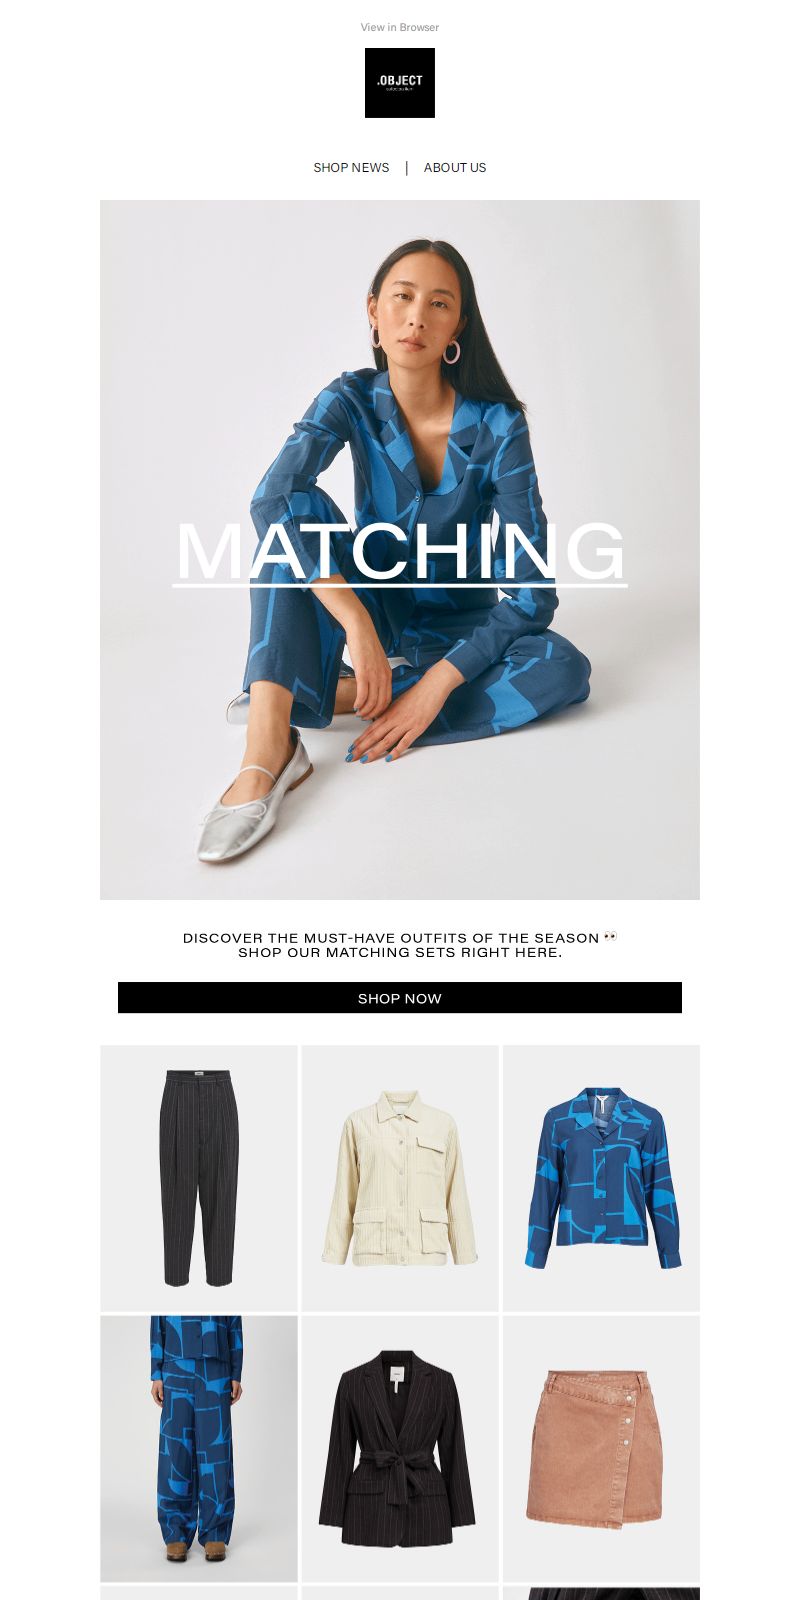 View in Browser
.OBJECT
SHOP NEWS | ABOUT US
MATCHING
DISCOVER THE MUST-HAVE OUTFITS OF THE SEASON 👀
SHOP OUR MATCHING SETS RIGHT HERE.
SHOP NOW